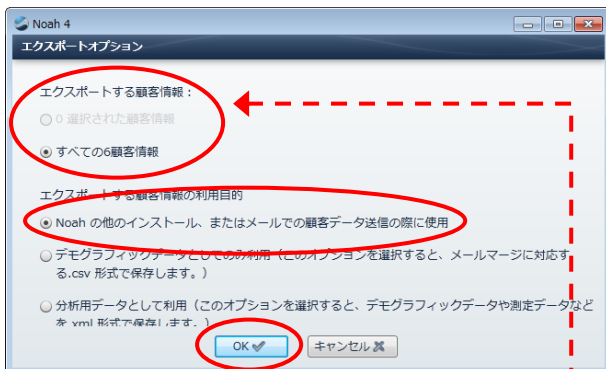 Noah 4
エクスポートオプション
エクスポートする顧客情報：
0 選択された顧客情報
すべての6顧客情報
エクスポートする顧客情報の利用目的
Noah の他のインストール、またはメールでの顧客データ送信の際に使用
デモグラフィックデータとしてのみ利用（このオプションを選択すると、メールマージに対応す
る.csv 形式で保存します。）
分析用データとして利用（このオプションを選択すると、デモグラフィックデータや測定データなど
を xml 形式で保存します。）
OK
キャンセル